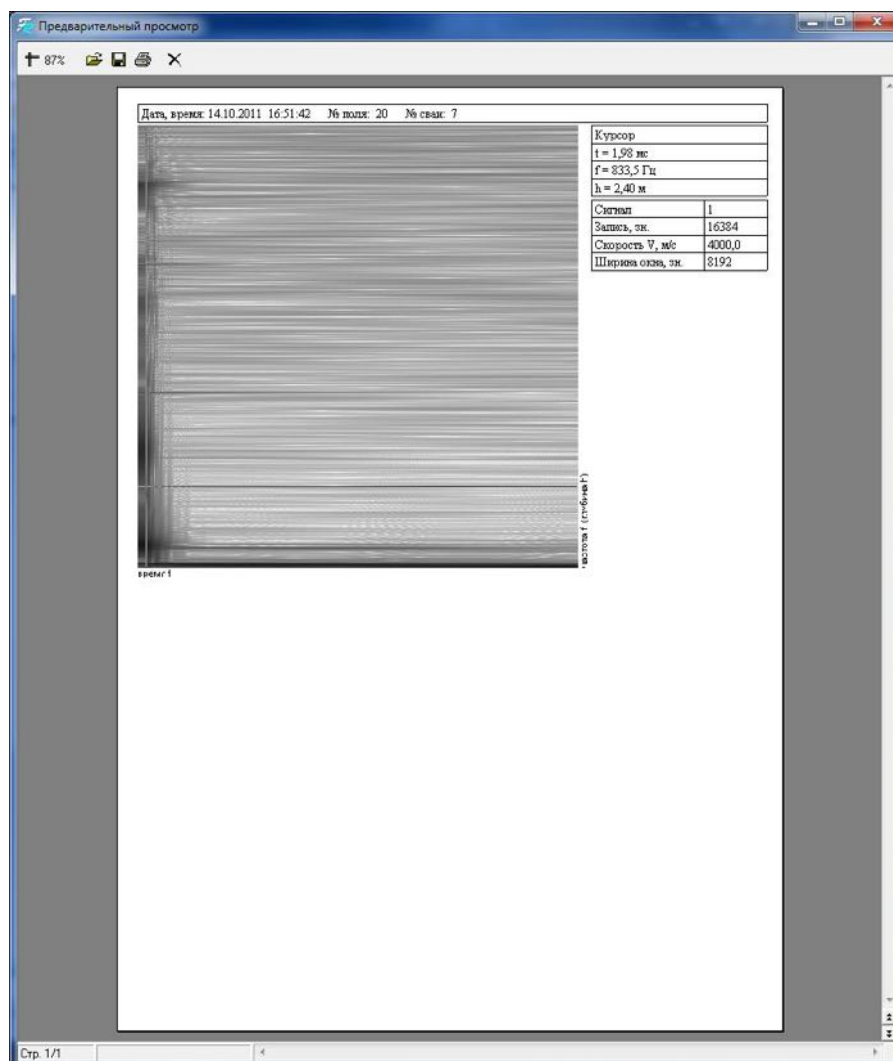 Предварительный просмотр
87%
Дата, время: 14.10.2011 16:51:42 № поля: 20 № сваи: 7
Курсор
t = 1,98 мс
f = 833,5 Гц
h = 2,40 м
Сигнал 1
Запись, зн. 16384
Скорость V, м/с 4000,0
Ширина окна, зн. 8192
частота f (глубина h)
время t
Стр. 1/1